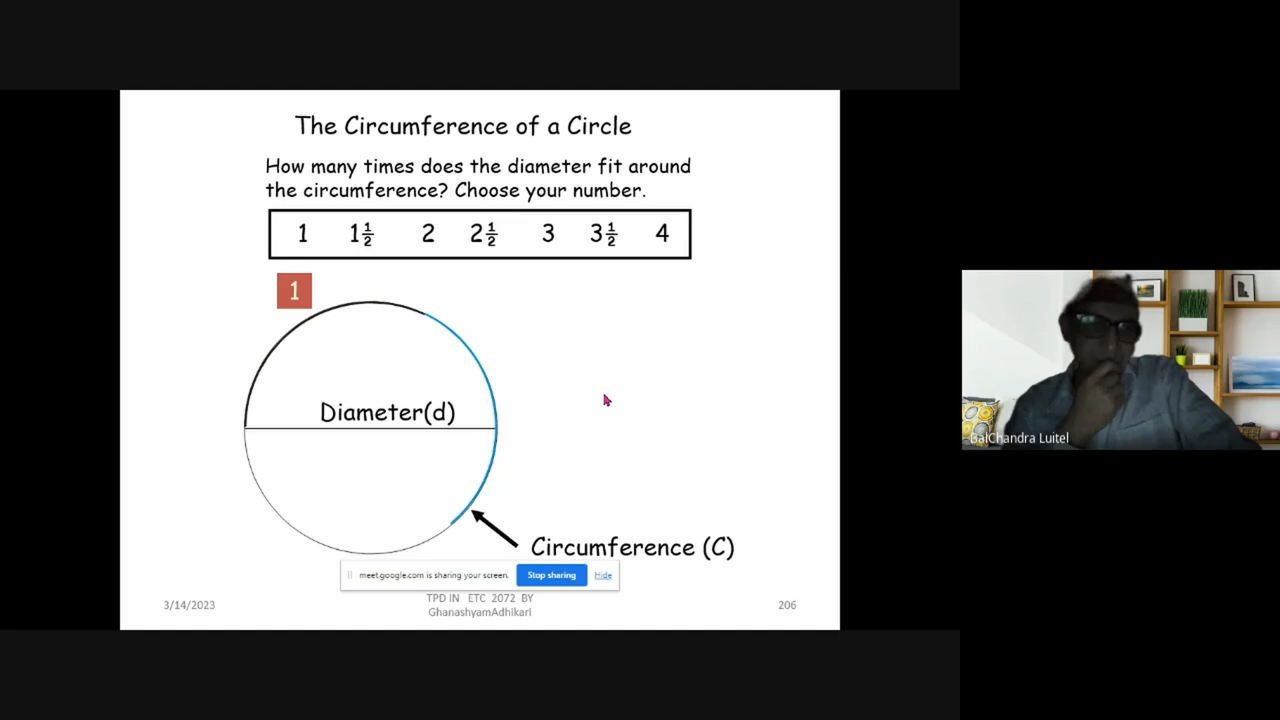 The Circumference of a Circle
How many times does the diameter fit around
the circumference? Choose your number.
1 1½ 2 2½ 3 3½ 4
1
Diameter(d)
Circumference (C)
meet.google.com is sharing your screen. Stop sharing Hide
3/14/2023
TPD IN ETC 2072 BY
GhanashyamAdhikari
206
BalChandra Luitel